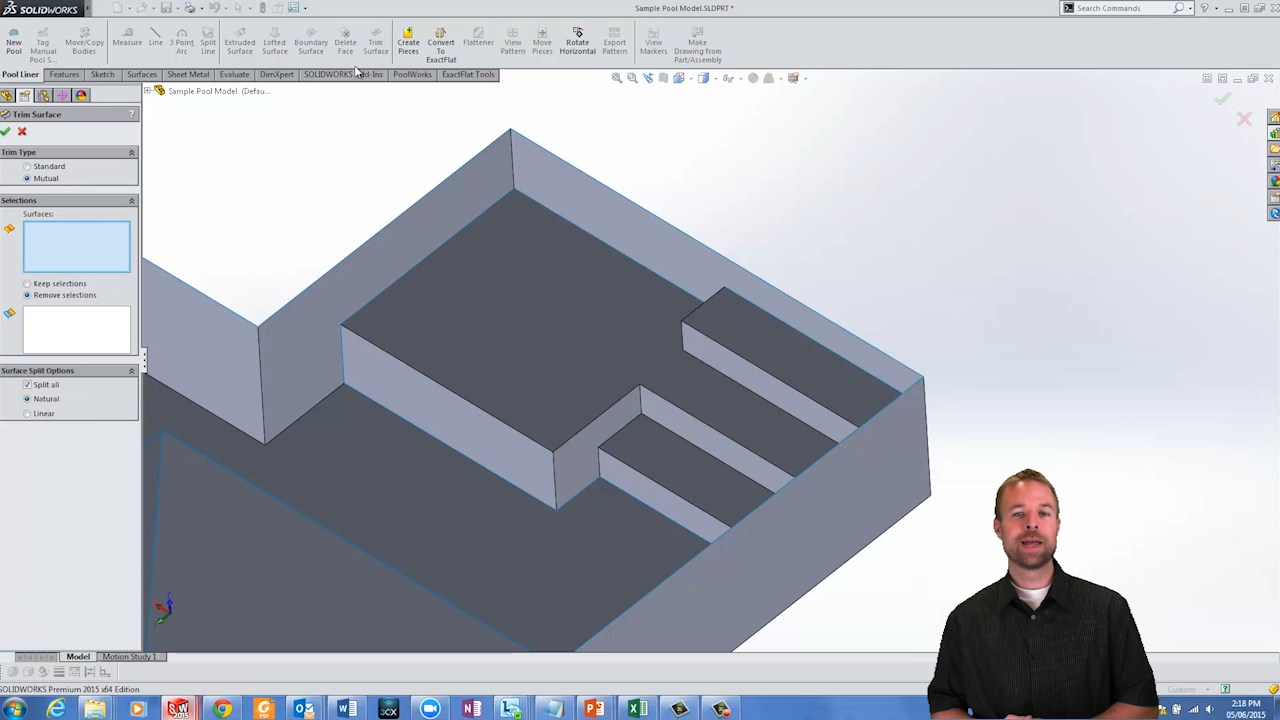 SOLIDWORKS
Sample Pool Model.SLDPRT *
Search Commands
New Pool
Tag Manual Pool S...
Move/Copy Bodies
Measure
Line
3 Point Arc
Split Line
Extruded Surface
Lofted Surface
Boundary Surface
Delete Face
Trim Surface
Create Pieces
Convert To ExactFlat
Flattener
View Pattern
Move Pieces
Rotate Horizontal
Export Pattern
View Markers
Make Drawing from Part/Assembly
Pool Liner
Features
Sketch
Surfaces
Sheet Metal
Evaluate
DimXpert
SOLIDWORKS Add-Ins
PoolWorks
ExactFlat Tools
Sample Pool Model (Defau...
Trim Surface
?
Trim Type
Standard
Mutual
Selections
Surfaces:
Keep selections
Remove selections
Surface Split Options
Split all
Natural
Linear
Model
Motion Study 1
SOLIDWORKS Premium 2015 x64 Edition
Customs
2:18 PM
05/06/2015